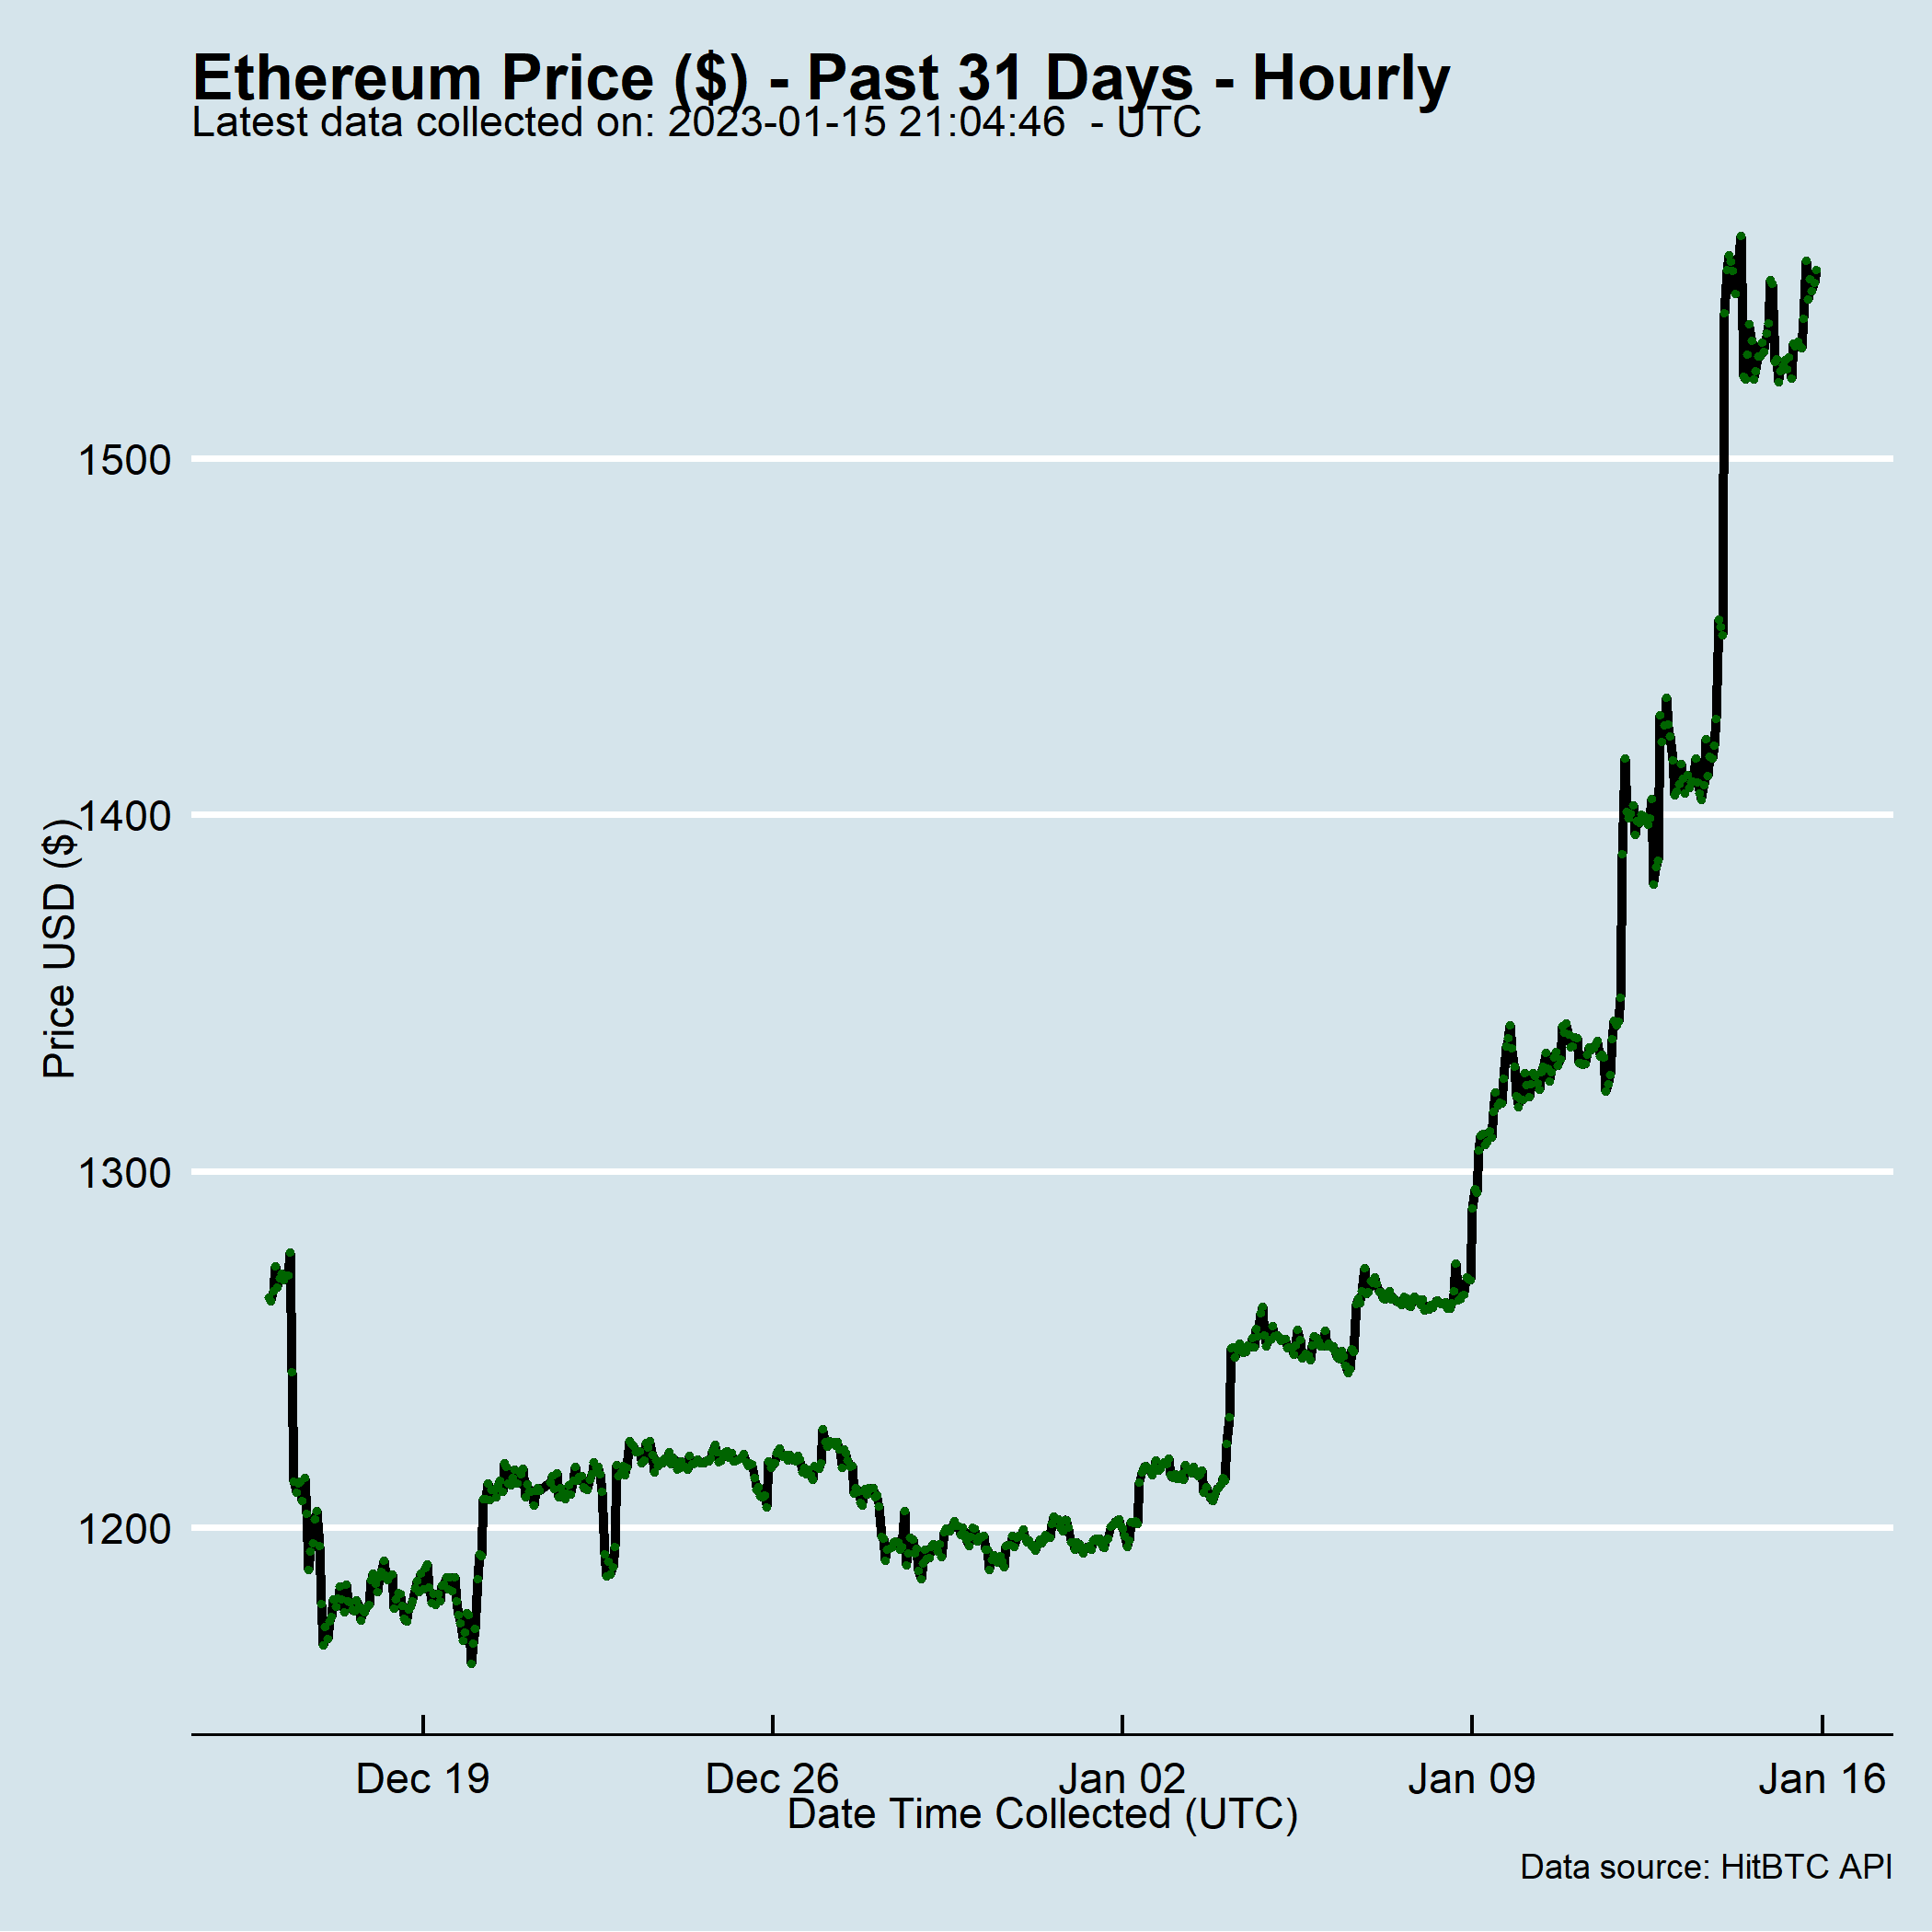 Ethereum Price ($) - Past 31 Days - Hourly
Latest data collected on: 2023-01-15 21:04:46  - UTC
1500
1400
1300
1200
Price USD ($)
Dec 19
Dec 26
Jan 02
Jan 09
Jan 16
Date Time Collected (UTC)
Data source: HitBTC API